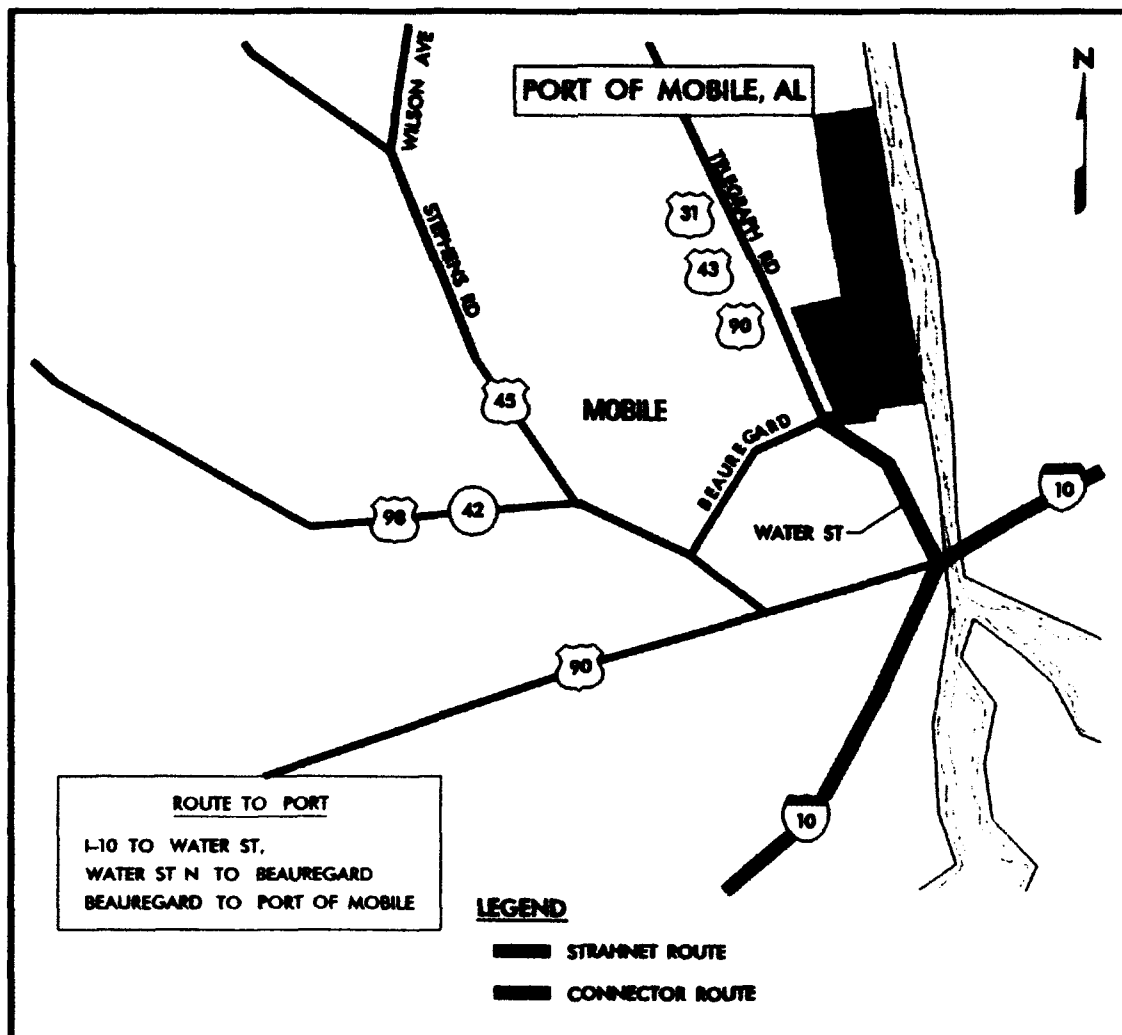 WILSON AVE
PORT OF MOBILE, AL
N
TELEGRAPH RD
31
STEPHENS RD
43
90
45
MOBILE
BEAUREGARD
10
98
42
WATER ST
90
ROUTE TO PORT
I-10 TO WATER ST,
WATER ST N TO BEAUREGARD
BEAUREGARD TO PORT OF MOBILE
10
LEGEND
STRAHNET ROUTE
CONNECTOR ROUTE